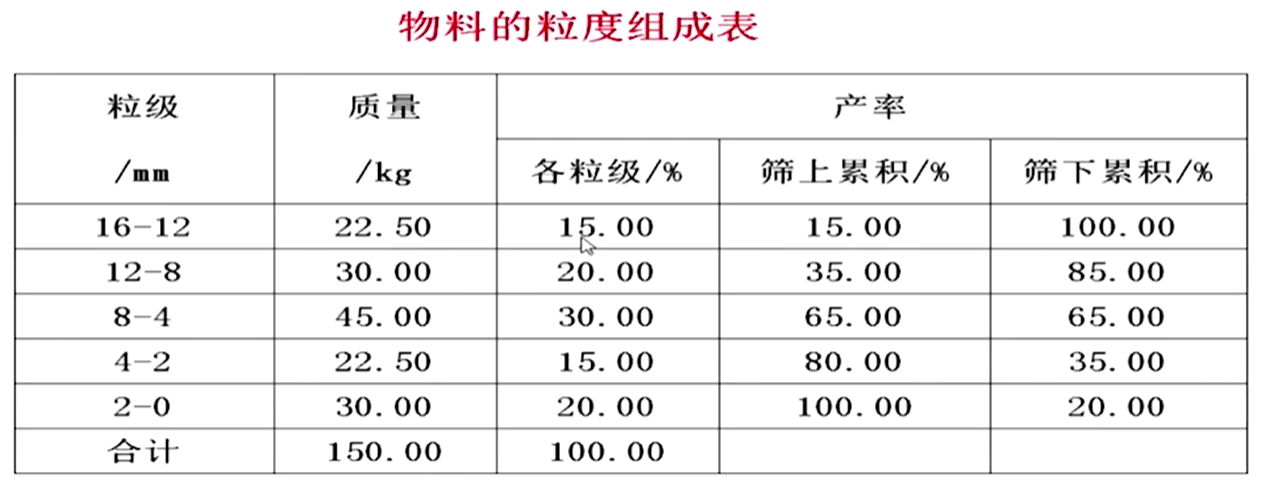 物料的粒度组成表
粒级 质量 产率
/mm /kg 各粒级/% 筛上累积/% 筛下累积/%
16-12 22.50 15.00 15.00 100.00
12-8 30.00 20.00 35.00 85.00
8-4 45.00 30.00 65.00 65.00
4-2 22.50 15.00 80.00 35.00
2-0 30.00 20.00 100.00 20.00
合计 150.00 100.00